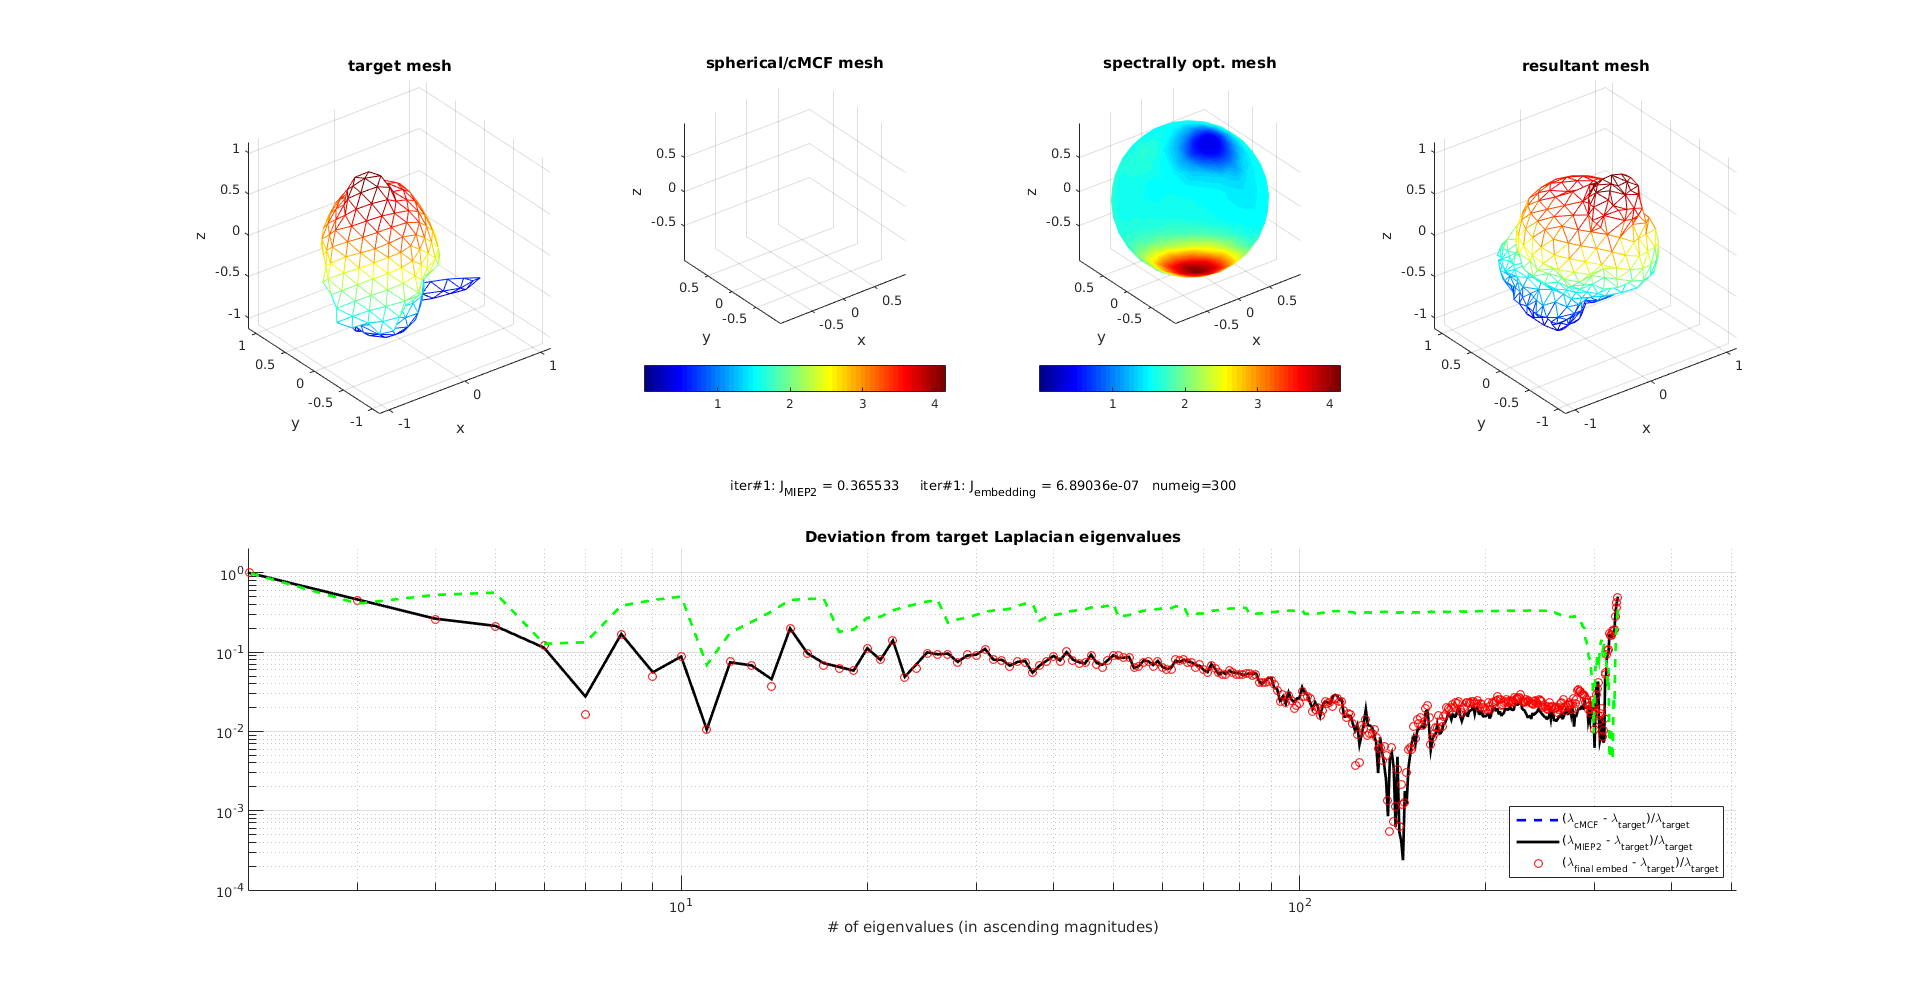 target mesh
spherical/cMCF mesh
spectrally opt. mesh
resultant mesh
1
0.5
0
-0.5
-1
z
1
0.5
0
-0.5
-1
y
-1
0
1
x
0.5
0
-0.5
z
0.5
0
-0.5
y
-0.5
0
0.5
x
1
2
3
4
0.5
0
-0.5
z
0.5
0
-0.5
y
-0.5
0
0.5
x
1
2
3
4
1
0.5
0
-0.5
-1
z
1
0.5
0
-0.5
-1
y
-1
0
1
x
iter#1: J_MIEP2 = 0.365533 iter#1: J_embedding = 6.89036e-07 numeig=300
Deviation from target Laplacian eigenvalues
10^0
10^-1
10^-2
10^-3
10^-4
10^1
10^2
# of eigenvalues (in ascending magnitudes)
(λ_cMCF - λ_target)/λ_target
(λ_MIEP2 - λ_target)/λ_target
(λ_final embed - λ_target)/λ_target